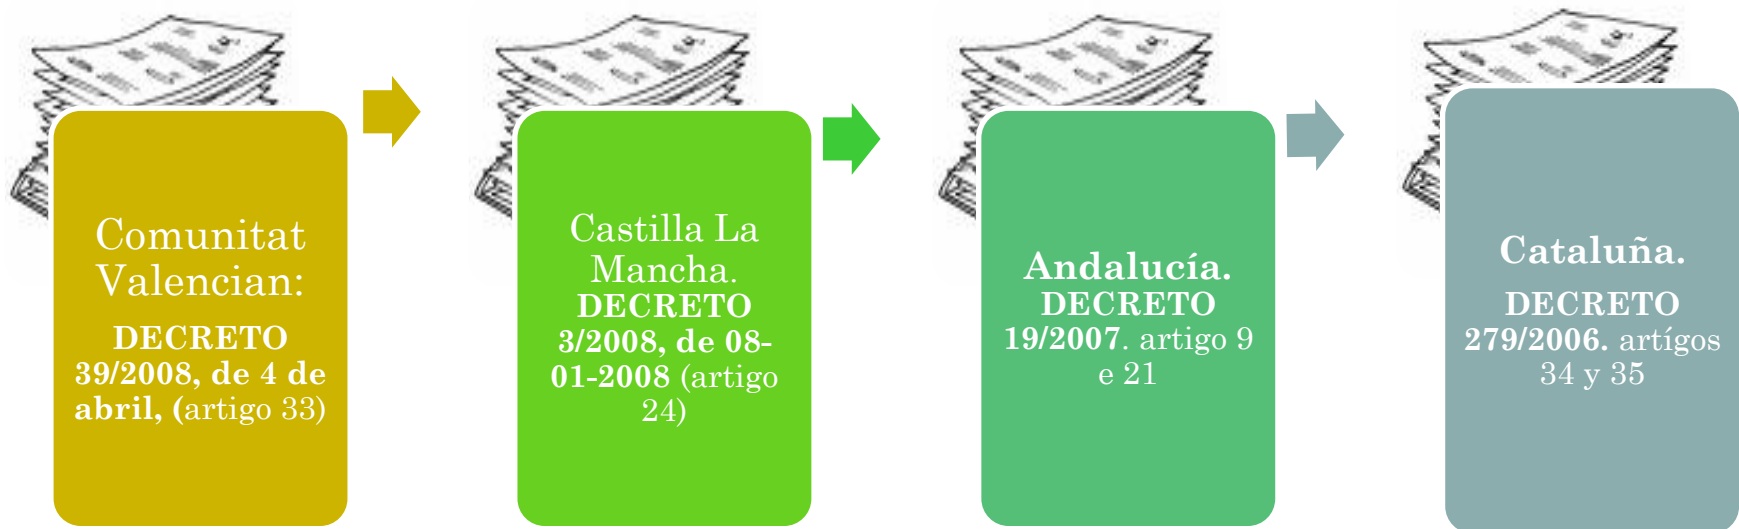 Comunitat
Valencian:
DECRETO
39/2008, de 4 de
abril, (artigo 33)
Castilla La
Mancha.
DECRETO
3/2008, de 08-
01-2008 (artigo
24)
Andalucía.
DECRETO
19/2007. artigo 9
e 21
Cataluña.
DECRETO
279/2006. artígos
34 y 35